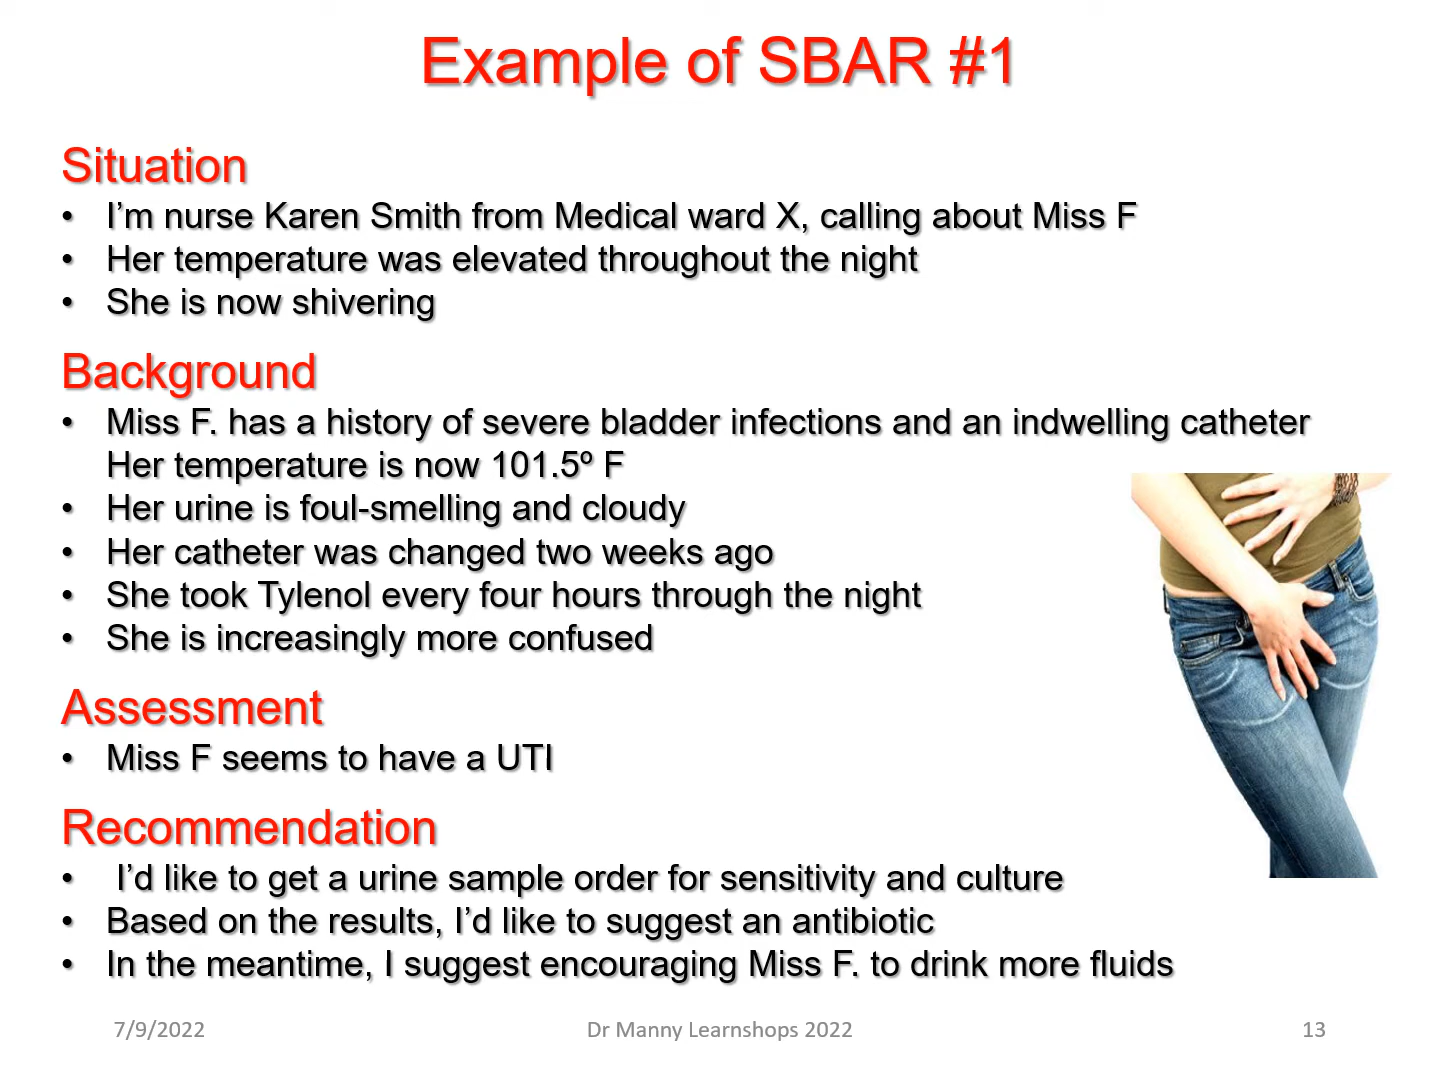 Example of SBAR #1
Situation
• I’m nurse Karen Smith from Medical ward X, calling about Miss F
• Her temperature was elevated throughout the night
• She is now shivering
Background
• Miss F. has a history of severe bladder infections and an indwelling catheter
Her temperature is now 101.5º F
• Her urine is foul-smelling and cloudy
• Her catheter was changed two weeks ago
• She took Tylenol every four hours through the night
• She is increasingly more confused
Assessment
• Miss F seems to have a UTI
Recommendation
• I’d like to get a urine sample order for sensitivity and culture
• Based on the results, I’d like to suggest an antibiotic
• In the meantime, I suggest encouraging Miss F. to drink more fluids
7/9/2022 Dr Manny Learnshops 2022 13